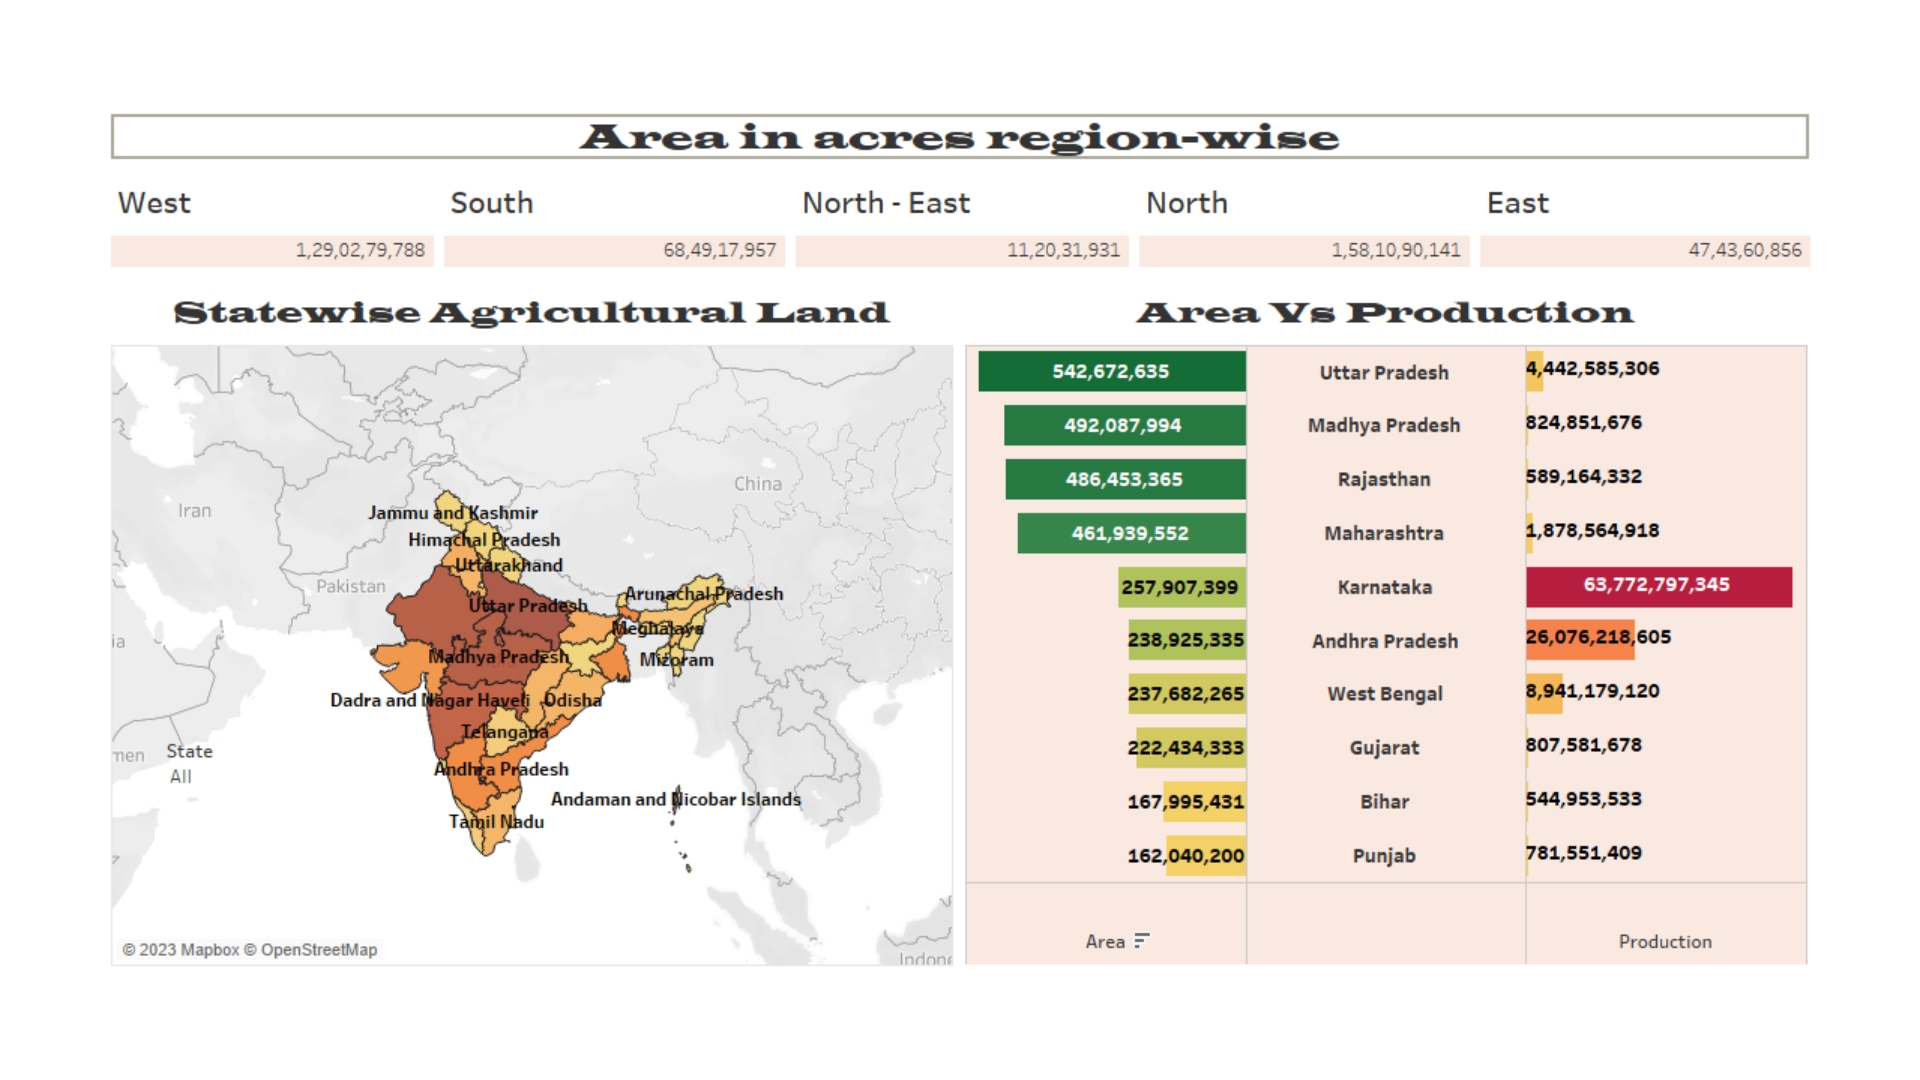 Area in acres region-wise
West South North - East North East
1,29,02,79,788 68,49,17,957 11,20,31,931 1,58,10,90,141 47,43,60,856
Statewise Agricultural Land
China
Iran
Jammu and Kashmir
Himachal Pradesh
Uttarakhand
Pakistan
Arunachal Pradesh
Uttar Pradesh
Meghalaya
Madhya Pradesh
Mizoram
Dadra and Nagar Haveli
Odisha
Telangana
men
State
All
Andhra Pradesh
Andaman and Nicobar Islands
Tamil Nadu
© 2023 Mapbox © OpenStreetMap
Indone
Area Vs Production
542,672,635 Uttar Pradesh 4,442,585,306
492,087,994 Madhya Pradesh 824,851,676
486,453,365 Rajasthan 589,164,332
461,939,552 Maharashtra 1,878,564,918
257,907,399 Karnataka 63,772,797,345
238,925,335 Andhra Pradesh 26,076,218,605
237,682,265 West Bengal 8,941,179,120
222,434,333 Gujarat 807,581,678
167,995,431 Bihar 544,953,533
162,040,200 Punjab 781,551,409
Area Production